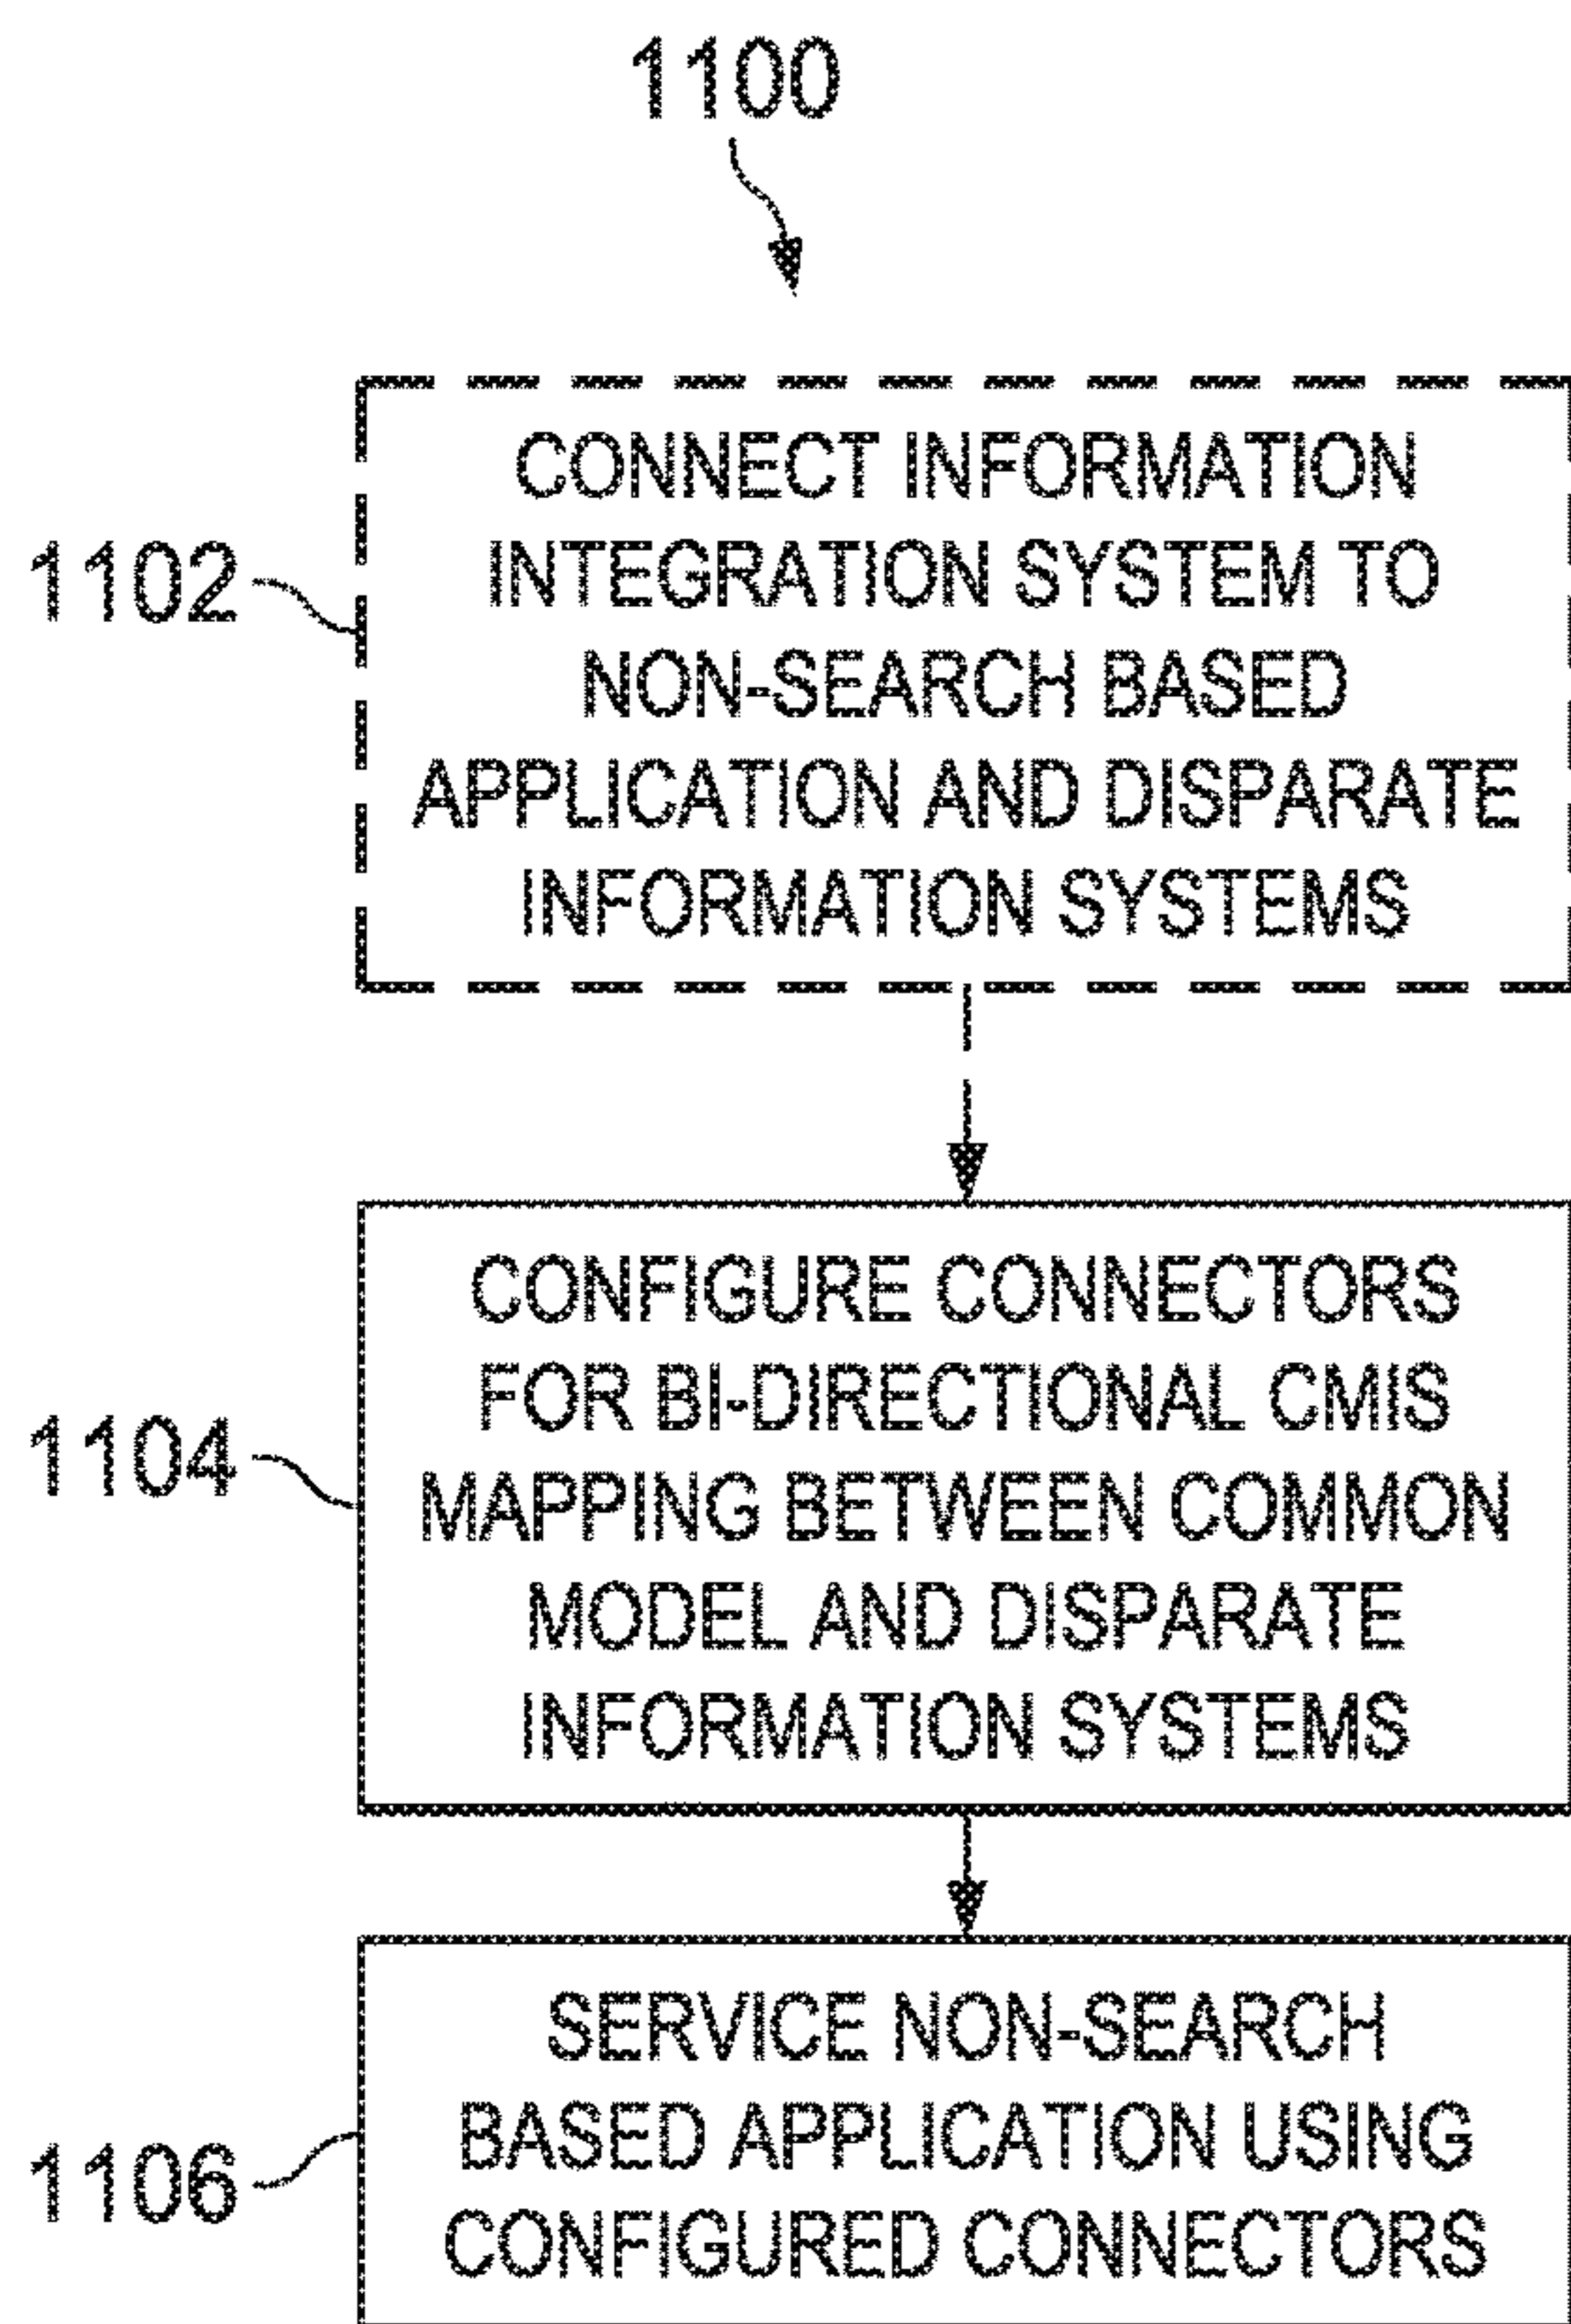 1100
1102
CONNECT INFORMATION
INTEGRATION SYSTEM TO
NON-SEARCH BASED
APPLICATION AND DISPARATE
INFORMATION SYSTEMS
1104
CONFIGURE CONNECTORS
FOR BI-DIRECTIONAL CMIS
MAPPING BETWEEN COMMON
MODEL AND DISPARATE
INFORMATION SYSTEMS
1106
SERVICE NON-SEARCH
BASED APPLICATION USING
CONFIGURED CONNECTORS